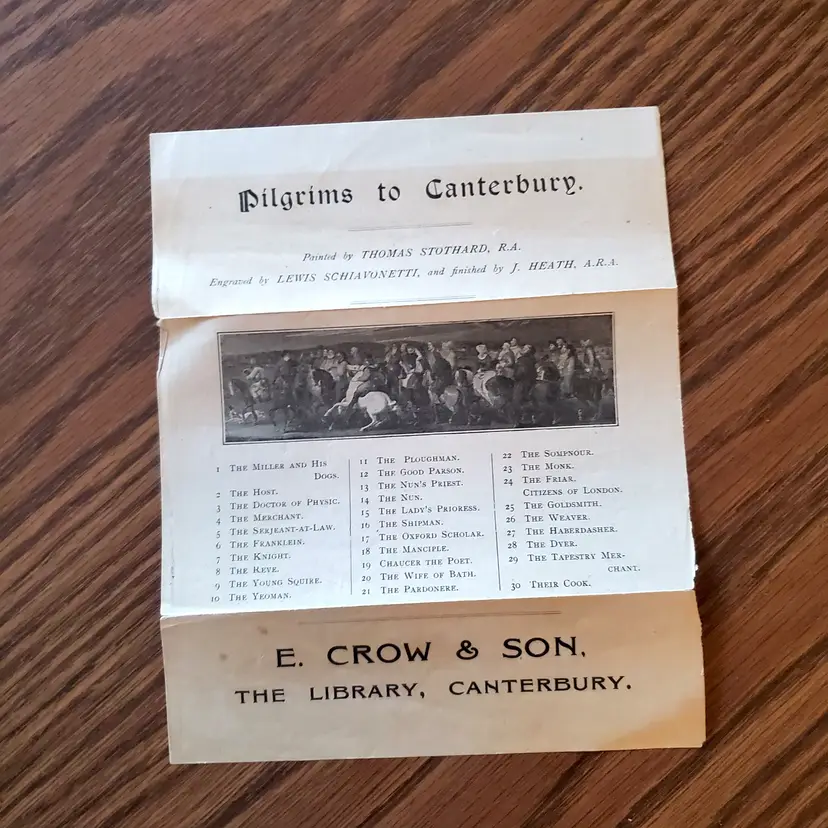 Pilgrims to Canterbury.
Painted by THOMAS STOTHARD, R.A.
Engraved by LEWIS SCHIAVONETTI, and finished by J. HEATH, A.R.A.
1 THE MILLER AND HIS
DOGS.
2 THE HOST.
3 THE DOCTOR OF PHYSIC.
4 THE MERCHANT.
5 THE SERJEANT-AT-LAW.
6 THE FRANKLEIN.
7 THE KNIGHT.
8 THE REVE.
9 THE YOUNG SQUIRE.
10 THE YEOMAN.
11 THE PLOUGHMAN.
12 THE GOOD PARSON.
13 THE NUN'S PRIEST.
14 THE NUN.
15 THE LADY'S PRIORESS.
16 THE SHIPMAN.
17 THE OXFORD SCHOLAR.
18 THE MANCIPLE.
19 CHAUCER THE POET.
20 THE WIFE OF BATH.
21 THE PARDONERE.
22 THE SOMPNOUR.
23 THE MONK.
24 THE FRIAR.
CITIZENS OF LONDON.
25 THE GOLDSMITH.
26 THE WEAVER.
27 THE HABERDASHER.
28 THE DYER.
29 THE TAPESTRY MER-
CHANT.
30 THEIR COOK.
E. CROW & SON,
THE LIBRARY, CANTERBURY.